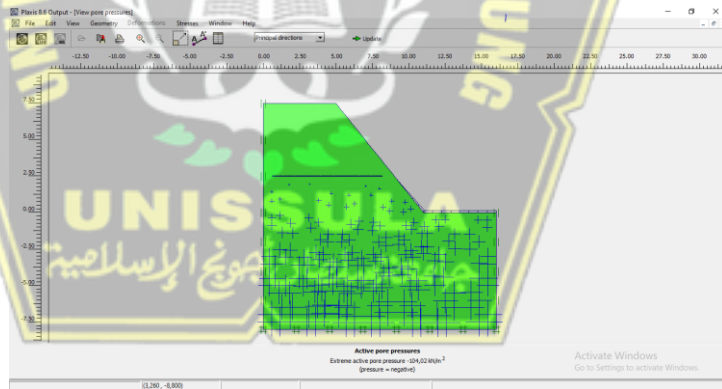 Plaxis 8.6 Output - [View pore pressures]
File Edit View Geometry Deformations Stresses Window Help
Principal directions Update
-12.50 -10.00 -7.50 -5.00 -2.50 0.00 2.50 5.00 7.50 10.00 12.50 15.00 17.50 20.00 22.50 25.00 27.50 30.00
7.50
5.00
2.50
0.00
-2.50
-5.00
-7.50
UNISSULA
جامعنسلطان أجونج الإسلامية
UNG
Active pore pressures
Extreme active pore pressure -104,02 kN/m²
(pressure = negative)
Activate Windows
Go to Settings to activate Windows.
(3,260 , -8,800)